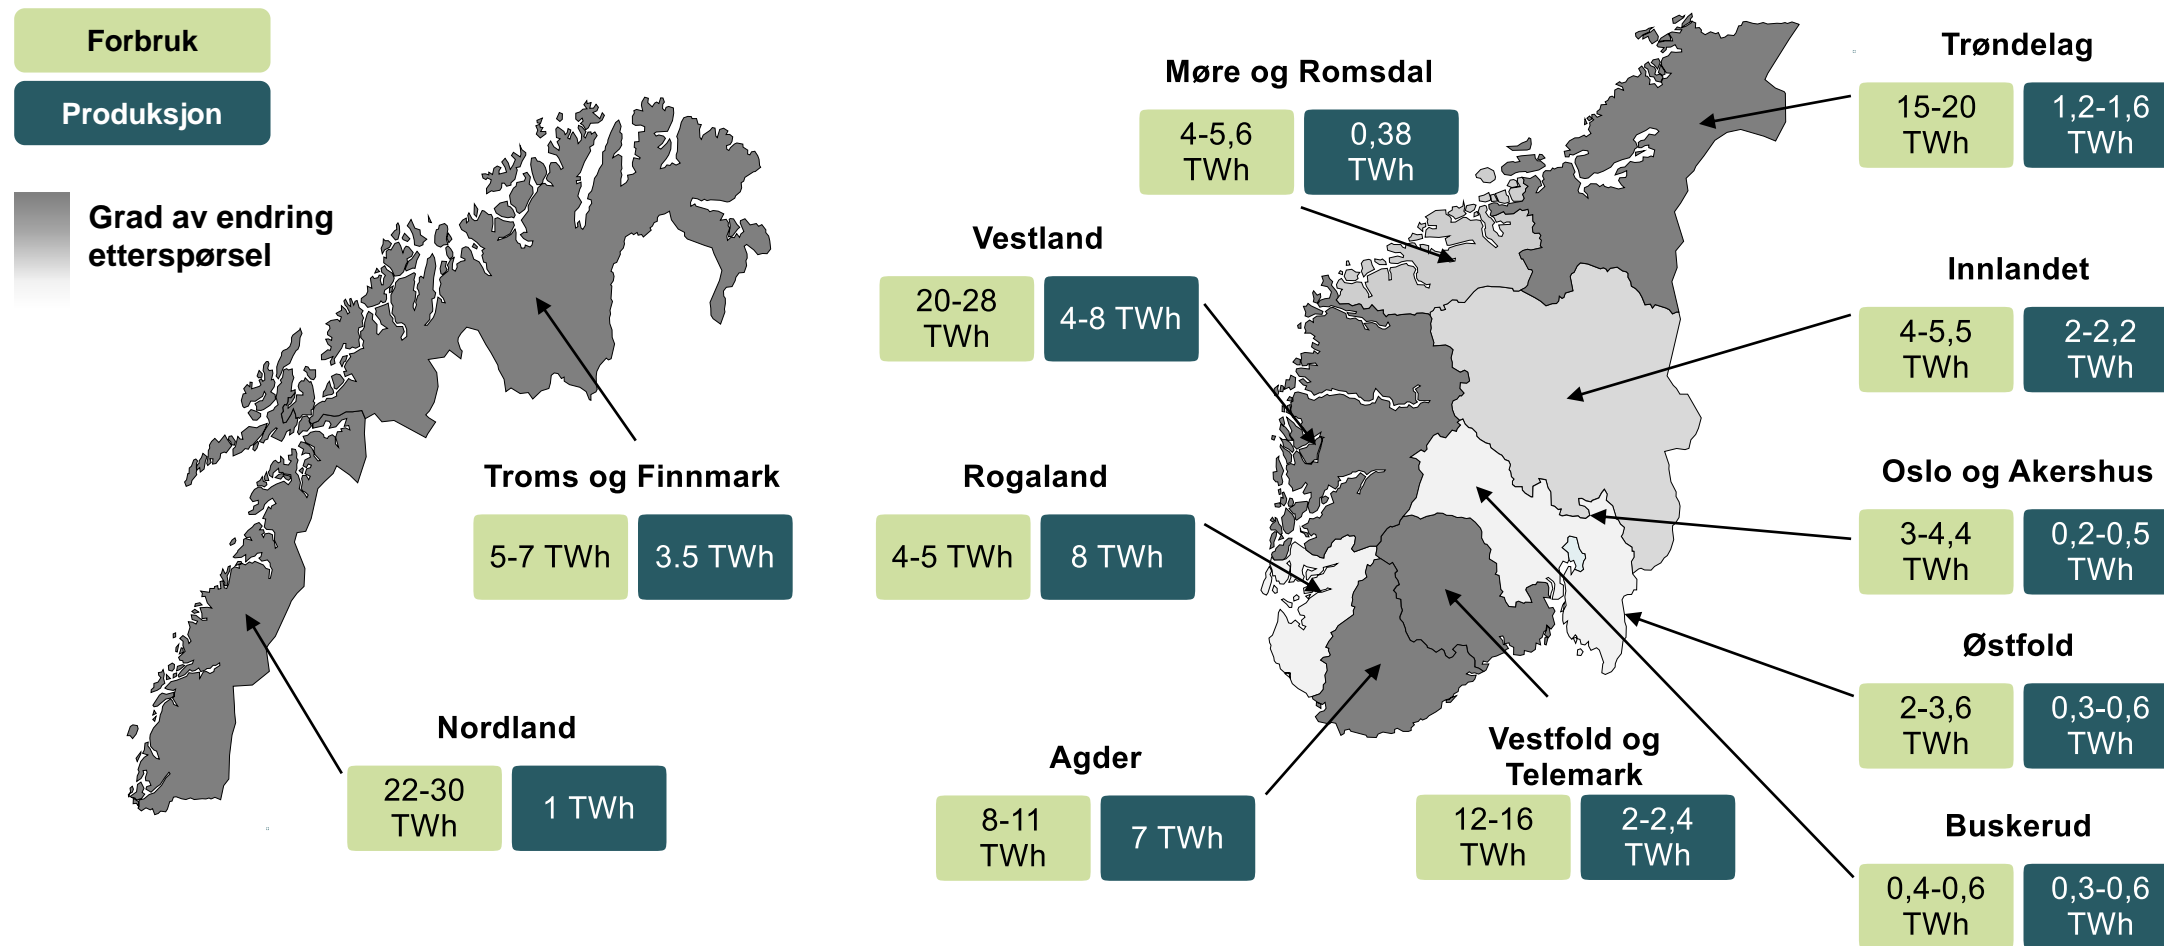 Forbruk
Produksjon
Grad av endring
etterspørsel
Troms og Finnmark
5-7 TWh
3.5 TWh
Nordland
22-30
TWh
1 TWh
Møre og Romsdal
4-5,6
TWh
0,38
TWh
Vestland
20-28
TWh
4-8 TWh
Rogaland
4-5 TWh
8 TWh
Agder
8-11
TWh
7 TWh
Vestfold og
Telemark
12-16
TWh
2-2,4
TWh
Trøndelag
15-20
TWh
1,2-1,6
TWh
Innlandet
4-5,5
TWh
2-2,2
TWh
Oslo og Akershus
3-4,4
TWh
0,2-0,5
TWh
Østfold
2-3,6
TWh
0,3-0,6
TWh
Buskerud
0,4-0,6
TWh
0,3-0,6
TWh